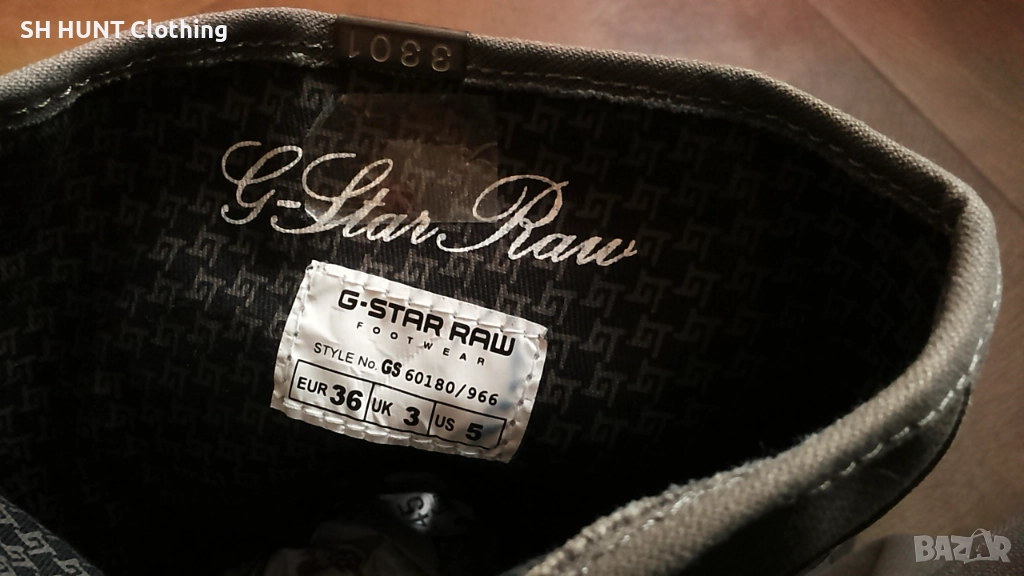 SH HUNT Clothing
3301
G-Star Raw
G-STAR RAW
FOOTWEAR
STYLE No. GS 60180/966
EUR 36 UK 3 US 5
BAZAR